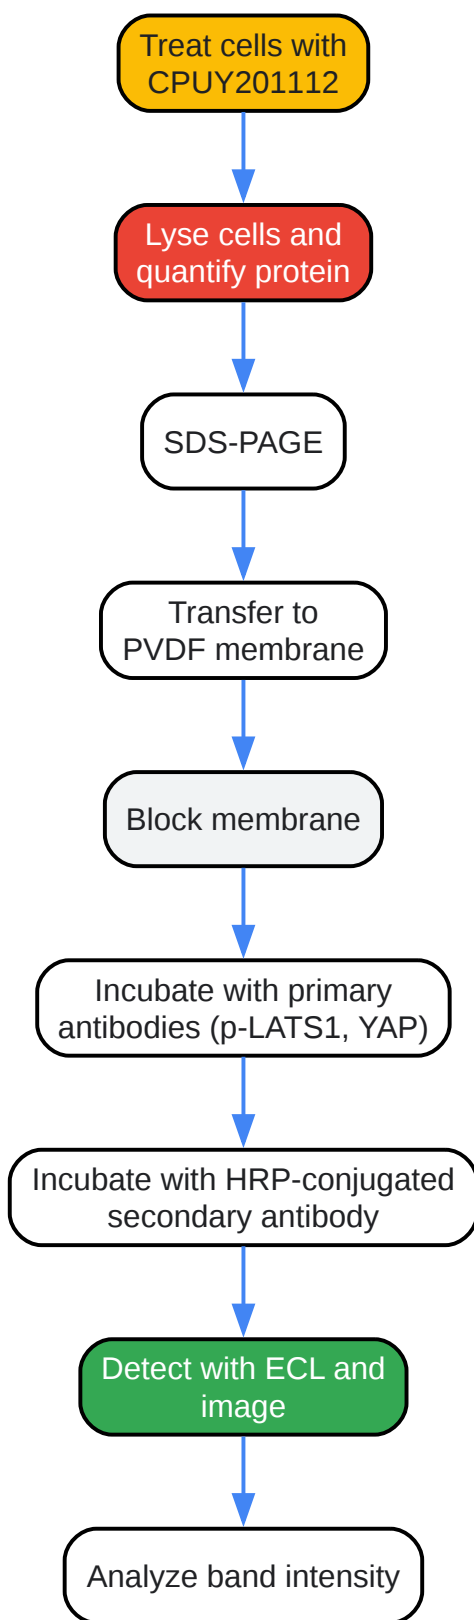 Treat cells with
CPUY201112
Lyse cells and
quantify protein
SDS-PAGE
Transfer to
PVDF membrane
Block membrane
Incubate with primary
antibodies (p-LATS1, YAP)
Incubate with HRP-conjugated
secondary antibody
Detect with ECL and
image
Analyze band intensity